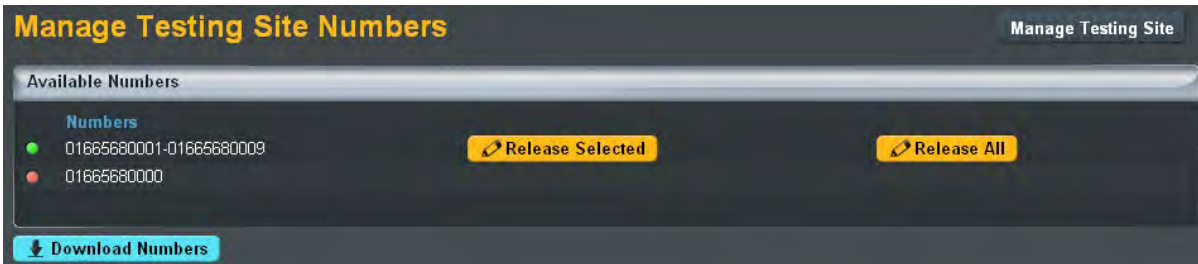 Manage Testing Site Numbers
Manage Testing Site
Available Numbers
Numbers
01665680001-01665680009
Release Selected
Release All
01665680000
Download Numbers